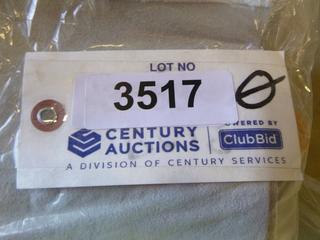 LOT NO
3517
CENTURY
AUCTIONS
POWERED BY
ClubBid
A DIVISION OF CENTURY SERVICES